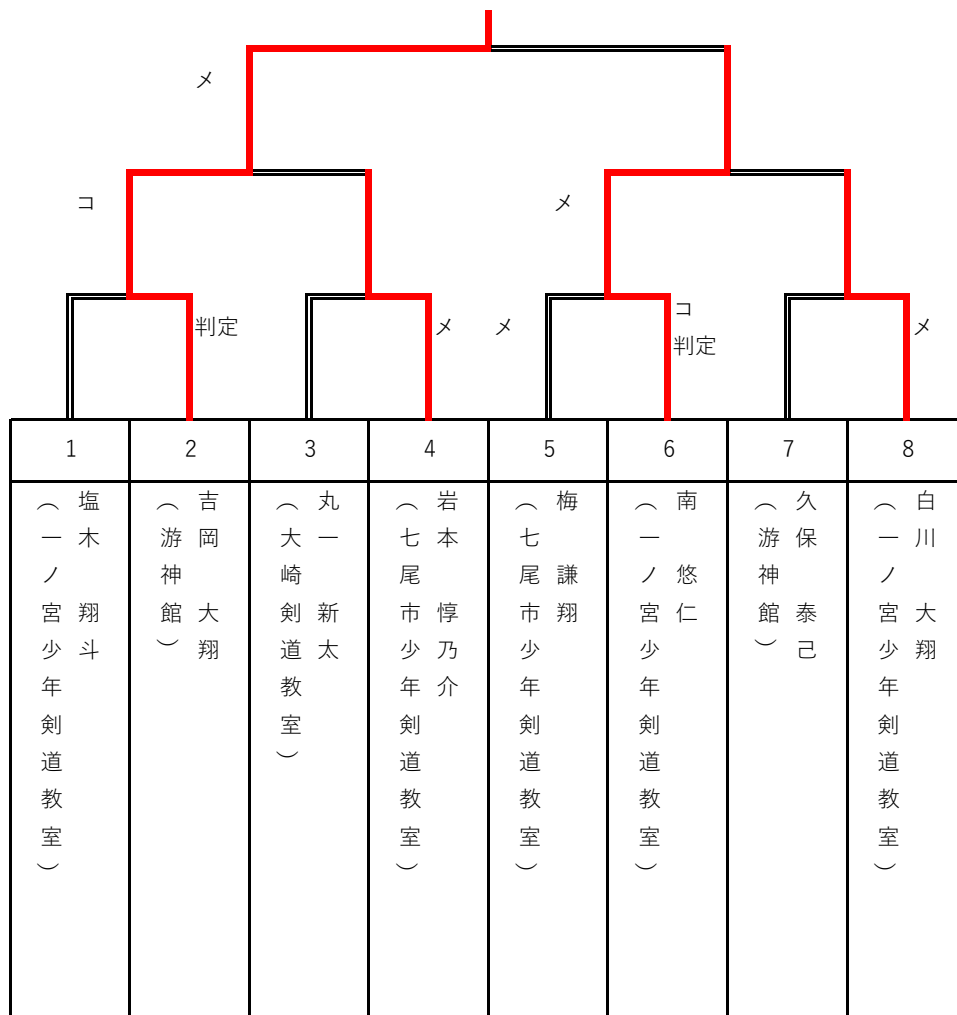 メ
コ
メ
判定
メ
メ
コ
判定
メ
1
2
3
4
5
6
7
8
塩木 翔斗
（一ノ宮少年剣道教室）
吉岡 大翔
（游神館）
丸一 新太
（大崎剣道教室）
岩本 惇乃介
（七尾市少年剣道教室）
梅 謙翔
（七尾市少年剣道教室）
南 悠仁
（一ノ宮少年剣道教室）
久保 泰己
（游神館）
白川 大翔
（一ノ宮少年剣道教室）